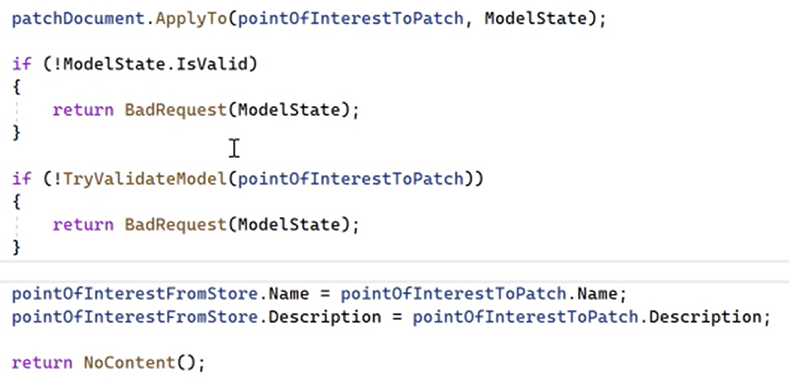 patchDocument.ApplyTo(pointOfInterestToPatch, ModelState);
if (!ModelState.IsValid)
{
return BadRequest(ModelState);
}
if (!TryValidateModel(pointOfInterestToPatch))
{
return BadRequest(ModelState);
}
pointOfInterestFromStore.Name = pointOfInterestToPatch.Name;
pointOfInterestFromStore.Description = pointOfInterestToPatch.Description;
return NoContent();